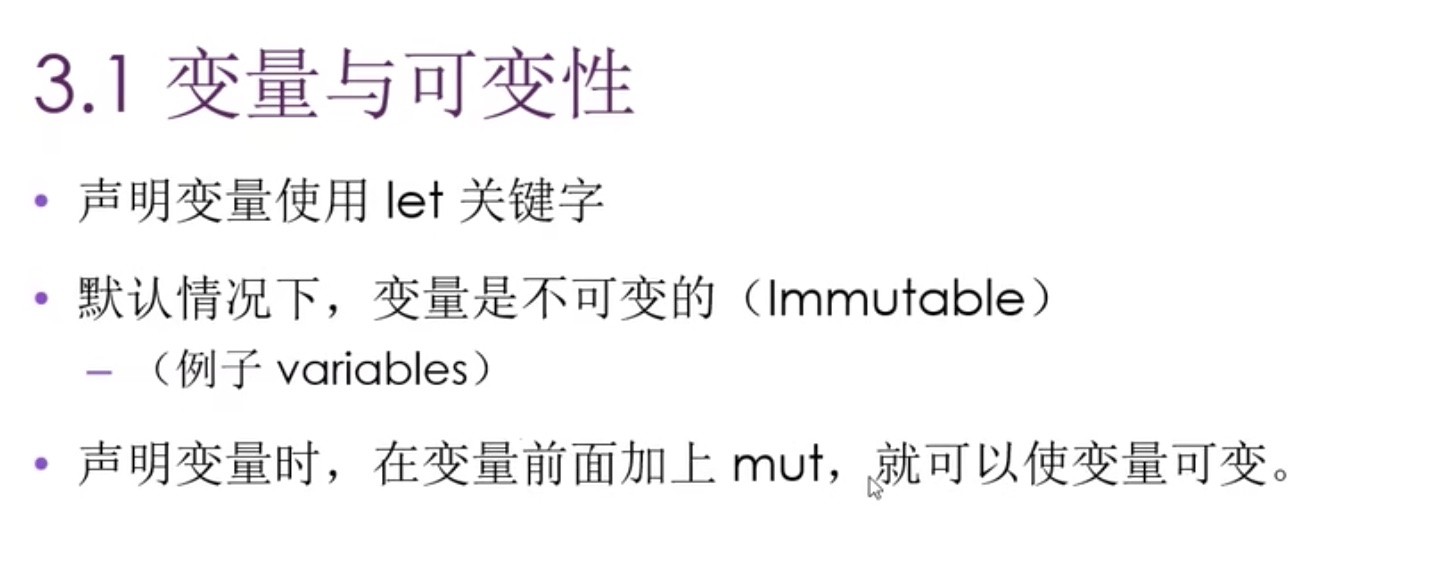 3.1 变量与可变性
• 声明变量使用 let 关键字
• 默认情况下，变量是不可变的（Immutable）
– （例子 variables）
• 声明变量时，在变量前面加上 mut，就可以使变量可变。